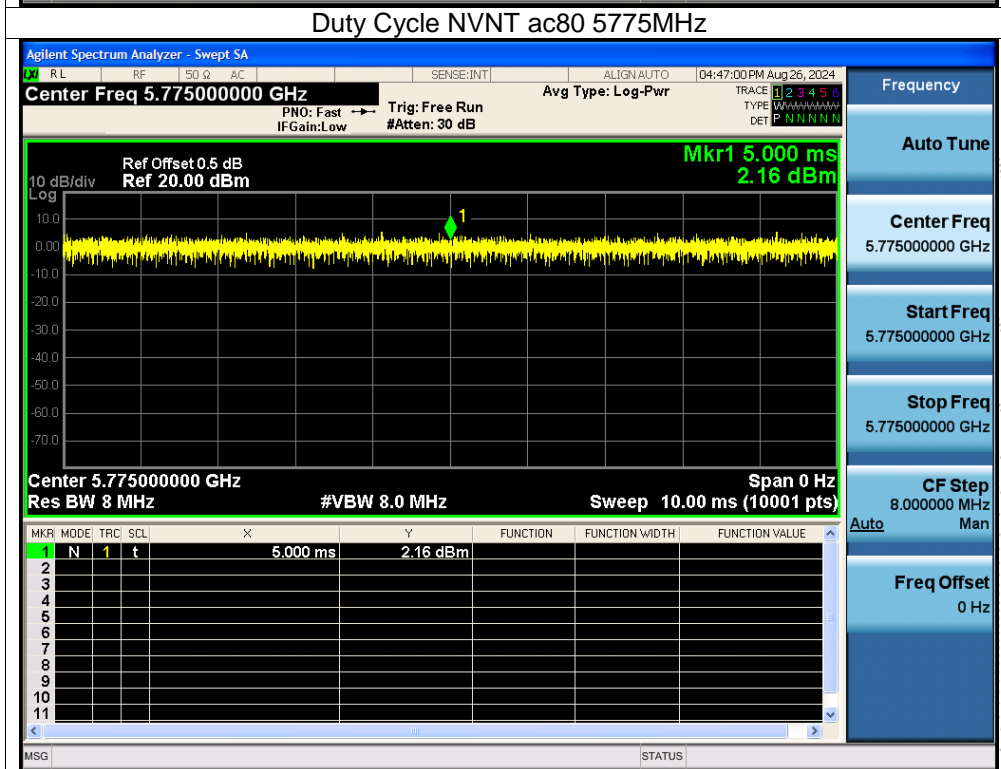 Duty Cycle NVNT ac80 5775MHz
Agilent Spectrum Analyzer - Swept SA
LXI RL RF 50 Ω AC SENSE:INT ALIGN AUTO 04:47:00 PM Aug 26, 2024
Center Freq 5.775000000 GHz
PNO: Fast
IFGain:Low
Trig: Free Run
#Atten: 30 dB
Avg Type: Log-Pwr
TRACE 1 2 3 4 5 6
TYPE WWWWWW
DET P N N N N N
Ref Offset 0.5 dB
10 dB/div Ref 20.00 dBm
Log
Mkr1 5.000 ms
2.16 dBm
10.0
0.00
-10.0
-20.0
-30.0
-40.0
-50.0
-60.0
-70.0
1
Center 5.775000000 GHz Span 0 Hz
Res BW 8 MHz #VBW 8.0 MHz Sweep 10.00 ms (10001 pts)
MKR MODE TRC SCL X Y FUNCTION FUNCTION WIDTH FUNCTION VALUE
1 N 1 t 5.000 ms 2.16 dBm
2
3
4
5
6
7
8
9
10
11
MSG STATUS
Frequency
Auto Tune
Center Freq
5.775000000 GHz
Start Freq
5.775000000 GHz
Stop Freq
5.775000000 GHz
CF Step
8.000000 MHz
Auto Man
Freq Offset
0 Hz